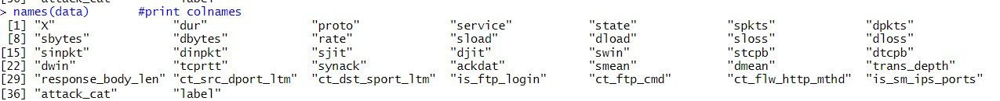 > names(data) #print colnames
[1] "X" "dur" "proto" "service" "state" "spkts" "dpkts"
[8] "sbytes" "dbytes" "rate" "sload" "dload" "sloss" "dloss"
[15] "sinpkt" "dinpkt" "sjit" "djit" "swin" "stcpb" "dtcpb"
[22] "dwin" "tcprtt" "synack" "ackdat" "smean" "dmean" "trans_depth"
[29] "response_body_len" "ct_src_dport_ltm" "ct_dst_sport_ltm" "is_ftp_login" "ct_ftp_cmd" "ct_flw_http_mthd" "is_sm_ips_ports"
[36] "attack_cat" "label"